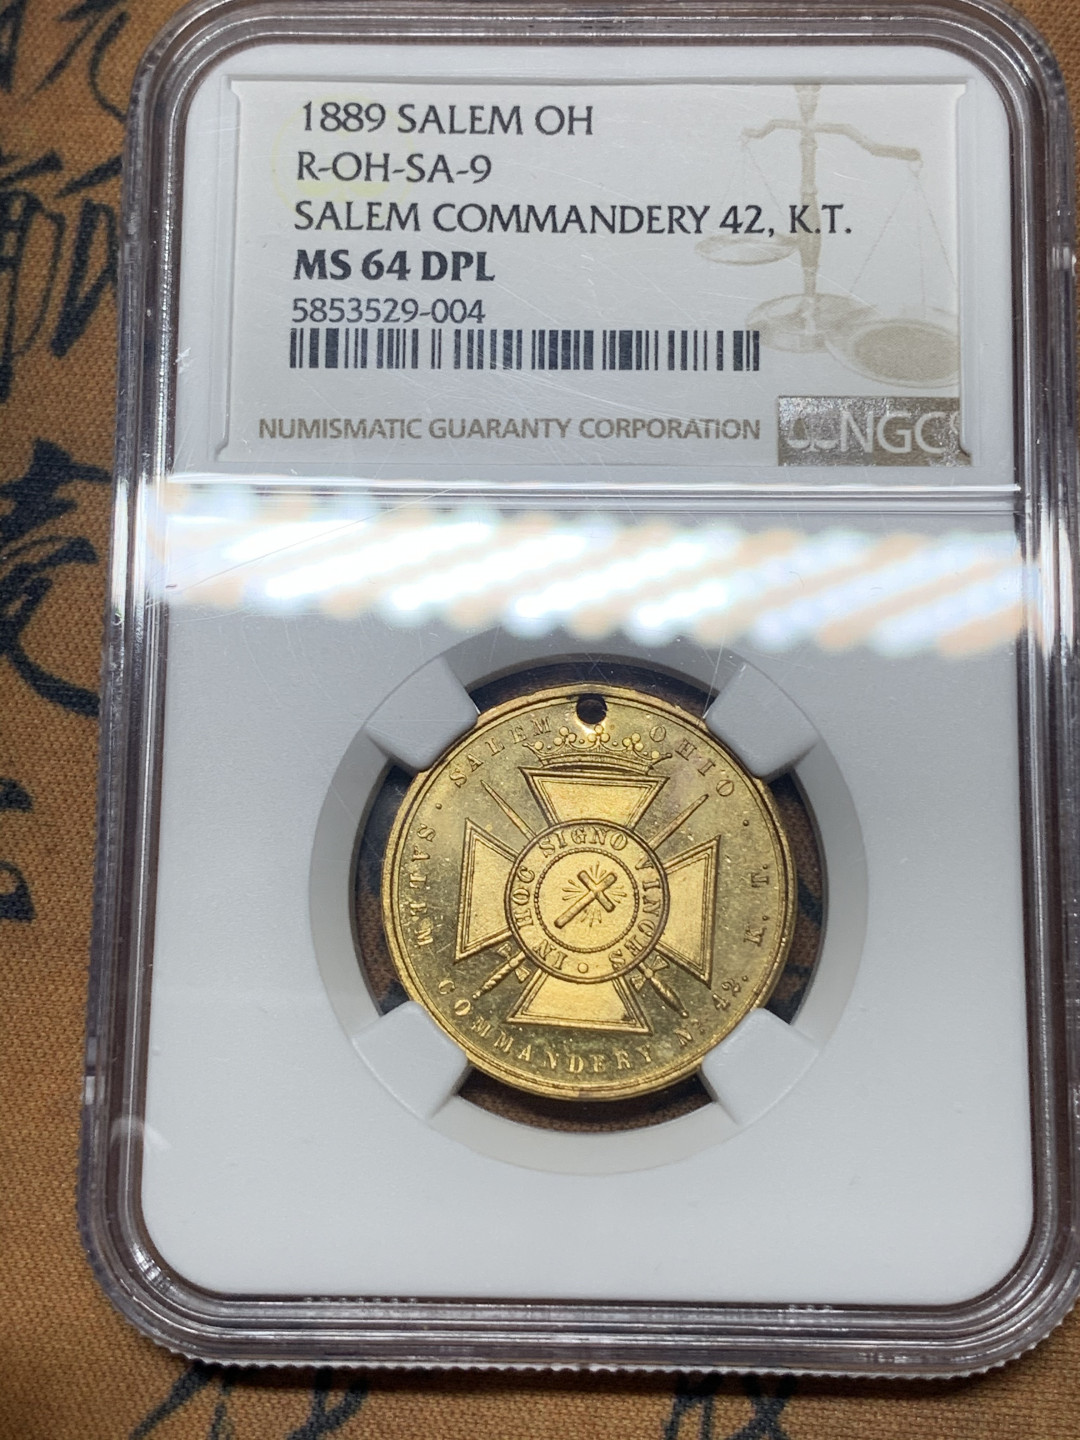 1889 SALEM OH
R-OH-SA-9
SALEM COMMANDERY 42, K.T.
MS 64 DPL
5853529-004
NUMISMATIC GUARANTY CORPORATION
NGC
SALEM OHIO .
. MATTAS
COMMANDERY Nº 42. K. T.
IN HOC SIGNO VINCES